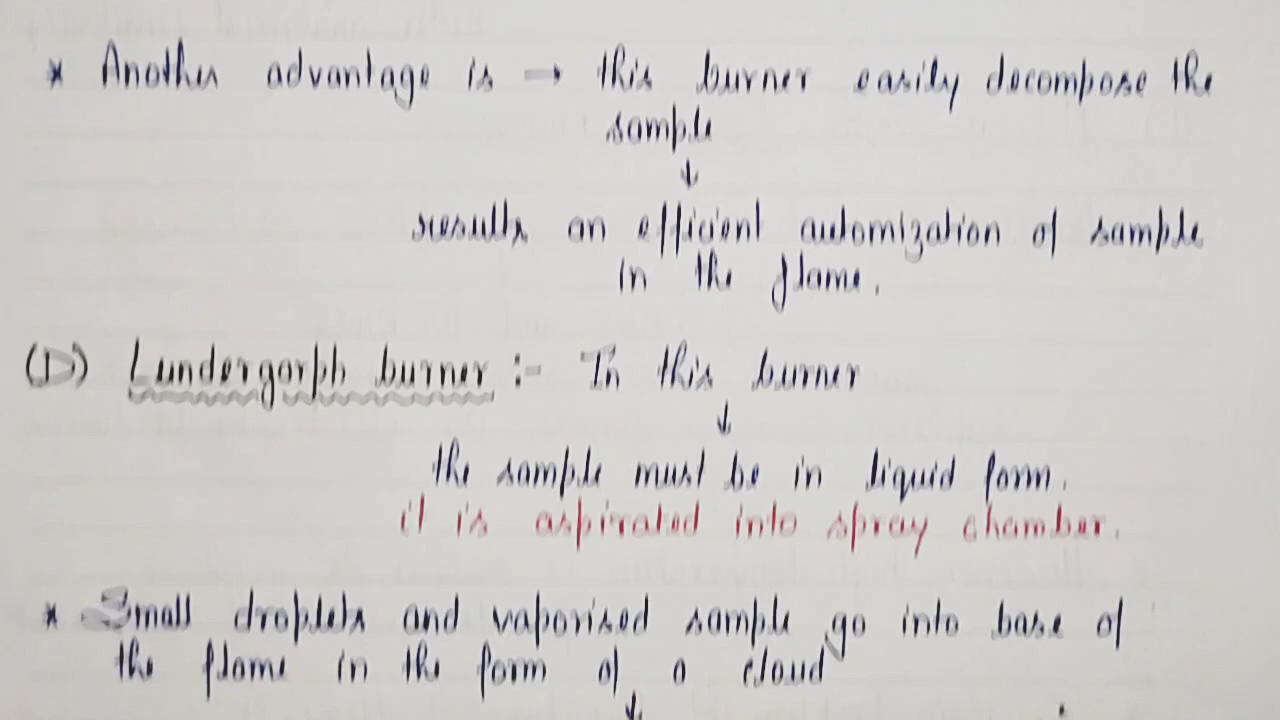 * Another advantage is → this burner easily decompose the
sample
↓
results an efficient automization of sample
in the flame.
(D) Lundergorph burner :- In this burner
↓
the sample must be in liquid form.
it is aspirated into spray chamber.
* Small droplets and vaporised sample go into base of
the flame in the form of a cloud
↓